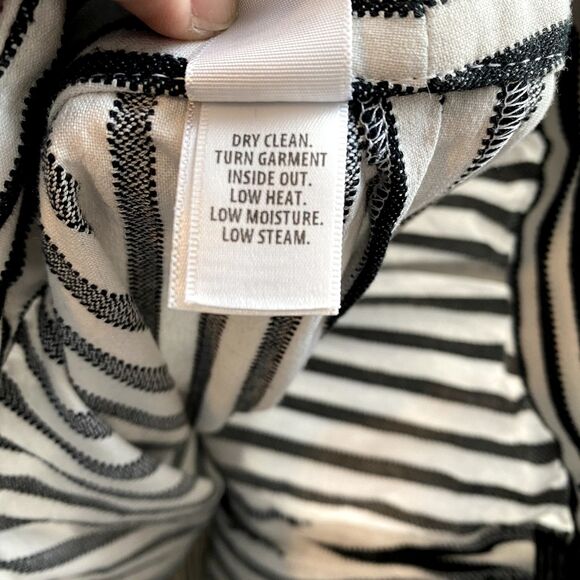 DRY CLEAN.
TURN GARMENT
INSIDE OUT.
LOW HEAT.
LOW MOISTURE.
LOW STEAM.